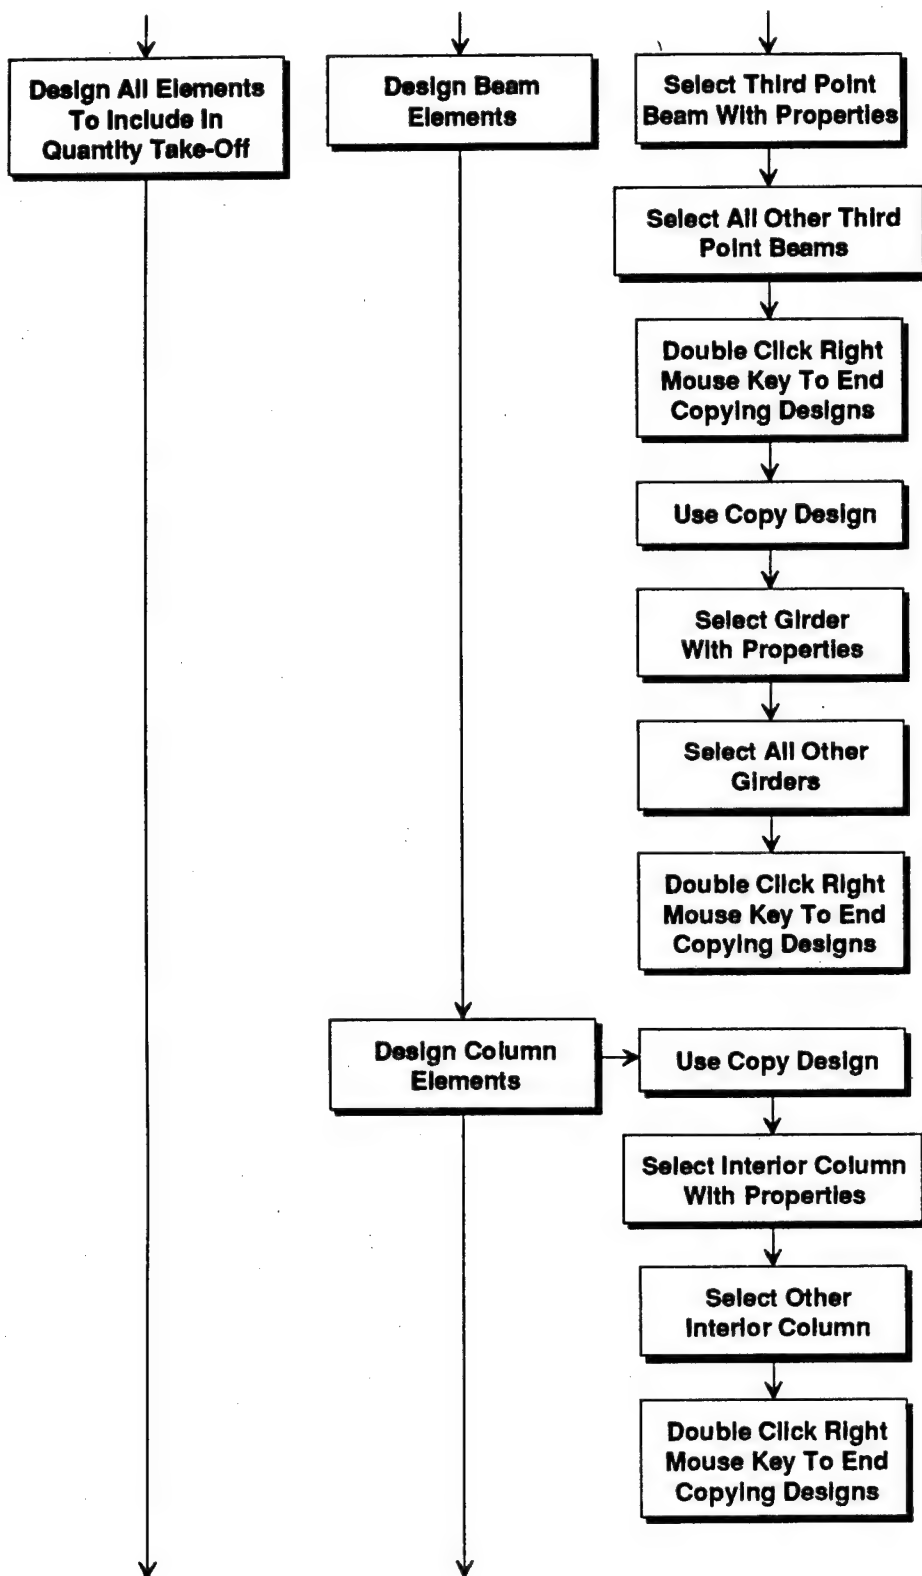 Design All Elements
To Include In
Quantity Take-Off
Design Beam
Elements
Select Third Point
Beam With Properties
Select All Other Third
Point Beams
Double Click Right
Mouse Key To End
Copying Designs
Use Copy Design
Select Girder
With Properties
Select All Other
Girders
Double Click Right
Mouse Key To End
Copying Designs
Design Column
Elements
Use Copy Design
Select Interior Column
With Properties
Select Other
Interior Column
Double Click Right
Mouse Key To End
Copying Designs